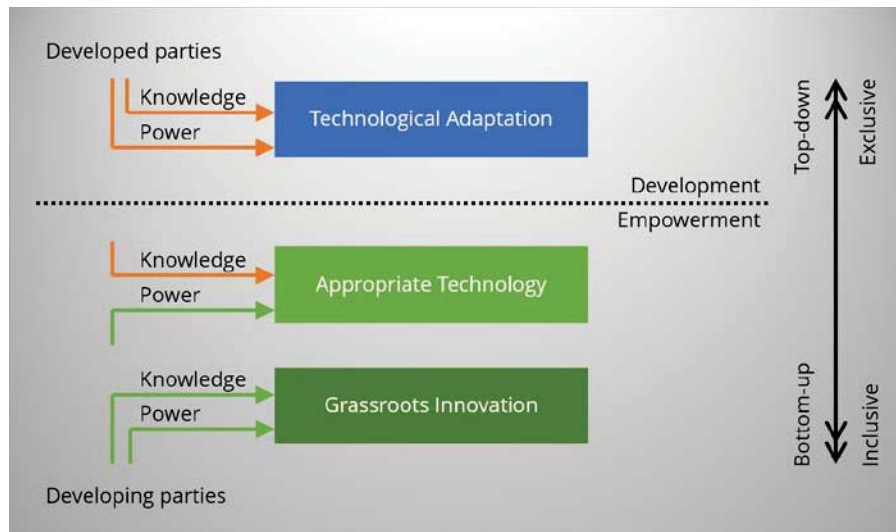 Developed parties
Knowledge
Power
Technological Adaptation
Top-down
Exclusive
Development
Empowerment
Knowledge
Power
Appropriate Technology
Knowledge
Power
Grassroots Innovation
Bottom-up
Inclusive
Developing parties